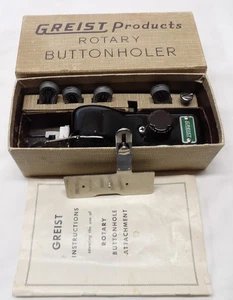 GREIST Products
ROTARY
BUTTONHOLER
GREIST
INSTRUCTIONS
ROTARY
BUTTONHOLE
ATTACHMENT